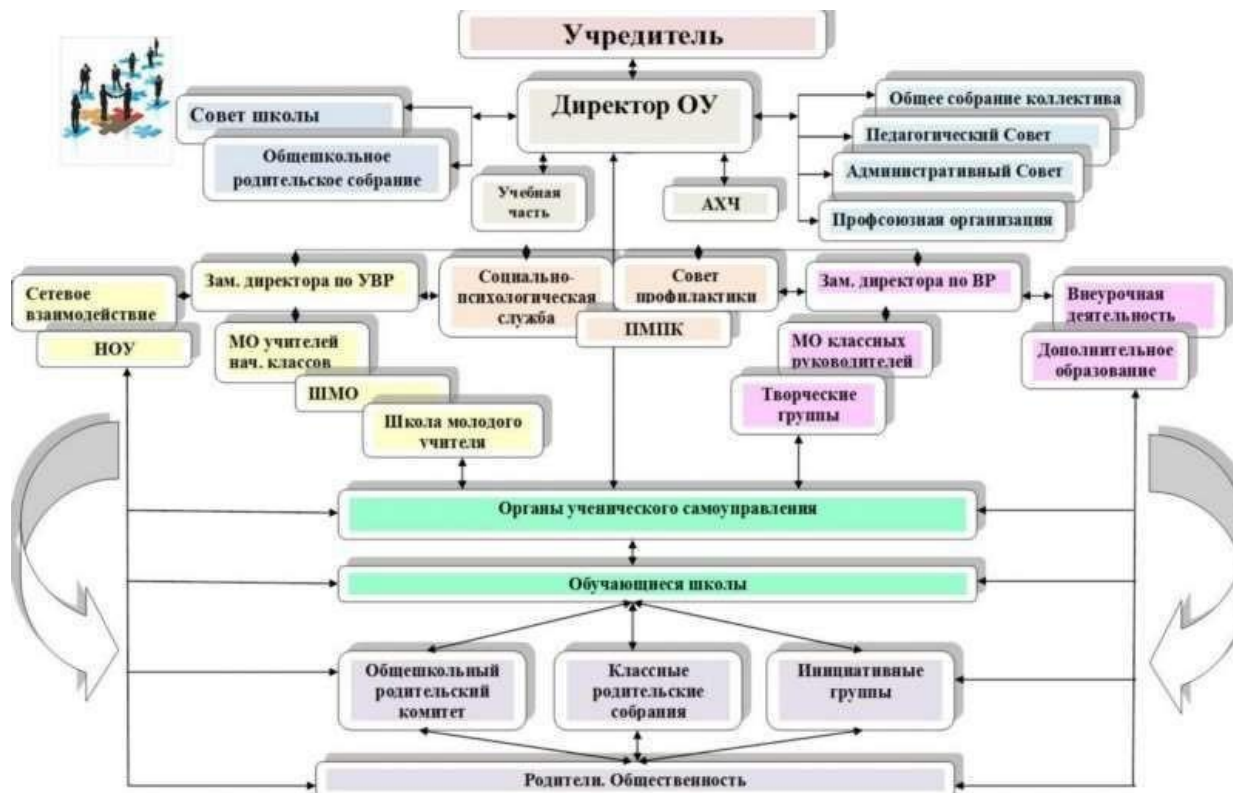 Учредитель
Директор ОУ
Совет школы
Общешкольное
родительское собрание
Учебная
часть
АХЧ
Общее собрание коллектива
Педагогический Совет
Административный Совет
Профсоюзная организация
Сетевое
взаимодействие
НОУ
Зам. директора по УВР
МО учителей
нач. классов
ШМО
Школа молодого
учителя
Социально-
психологическая
служба
Совет
профилактики
ПМПК
Зам. директора по ВР
МО классных
руководителей
Творческие
группы
Внеурочная
деятельность
Дополнительное
образование
Органы ученического самоуправления
Обучающиеся школы
Общешкольный
родительский
комитет
Классные
родительские
собрания
Инициативные
группы
Родители. Общественность